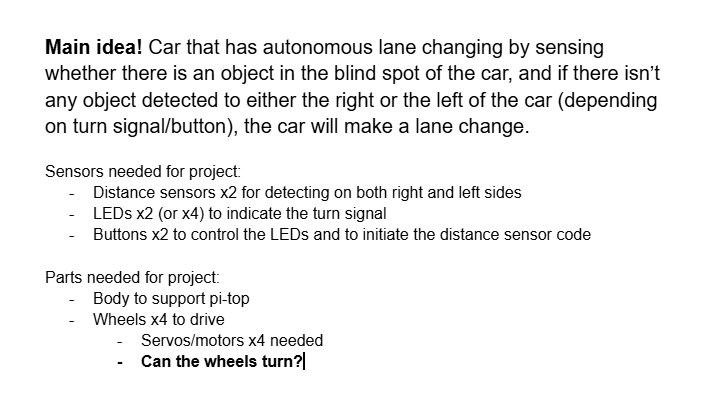 Main idea! Car that has autonomous lane changing by sensing
whether there is an object in the blind spot of the car, and if there isn’t
any object detected to either the right or the left of the car (depending
on turn signal/button), the car will make a lane change.
Sensors needed for project:
- Distance sensors x2 for detecting on both right and left sides
- LEDs x2 (or x4) to indicate the turn signal
- Buttons x2 to control the LEDs and to initiate the distance sensor code
Parts needed for project:
- Body to support pi-top
- Wheels x4 to drive
- Servos/motors x4 needed
- Can the wheels turn?